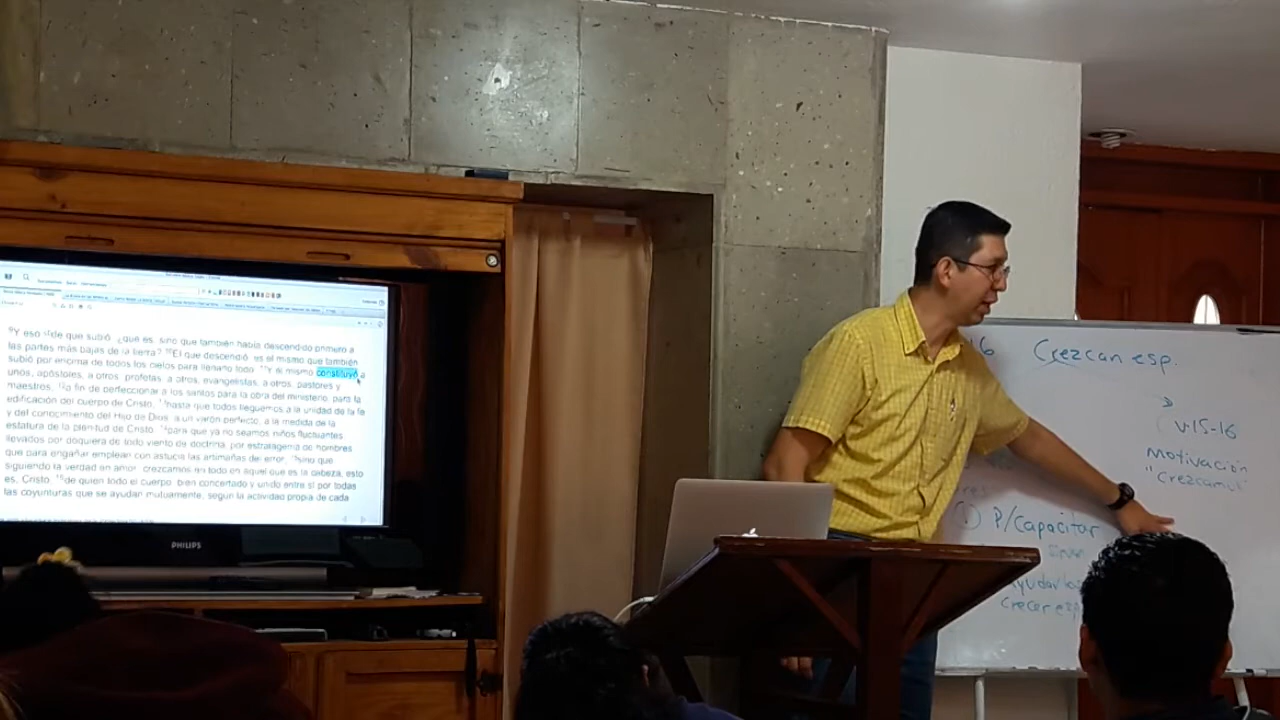 ⁹Y eso de que subió, ¿qué es, sino que también había descendido primero a
las partes más bajas de la tierra? ¹⁰El que descendió, es el mismo que también
subió por encima de todos los cielos para llenarlo todo. ¹¹Y él mismo constituyó a
unos, apóstoles; a otros, profetas; a otros, evangelistas; a otros, pastores y
maestros, ¹²a fin de perfeccionar a los santos para la obra del ministerio, para la
edificación del cuerpo de Cristo, ¹³hasta que todos lleguemos a la unidad de la fe
y del conocimiento del Hijo de Dios, a un varón perfecto, a la medida de la
estatura de la plenitud de Cristo; ¹⁴para que ya no seamos niños fluctuantes,
llevados por doquiera de todo viento de doctrina, por estratagema de hombres
que para engañar emplean con astucia las artimañas del error, ¹⁵sino que
siguiendo la verdad en amor, crezcamos en todo en aquel que es la cabeza, esto
es, Cristo, ¹⁶de quien todo el cuerpo, bien concertado y unido entre sí por todas
las coyunturas que se ayudan mutuamente, según la actividad propia de cada
PHILIPS
16 Crezcan esp.
v.15-16
Motivación
"Crezcamos"
① P/Capacitar
Ayudar
crecer esp